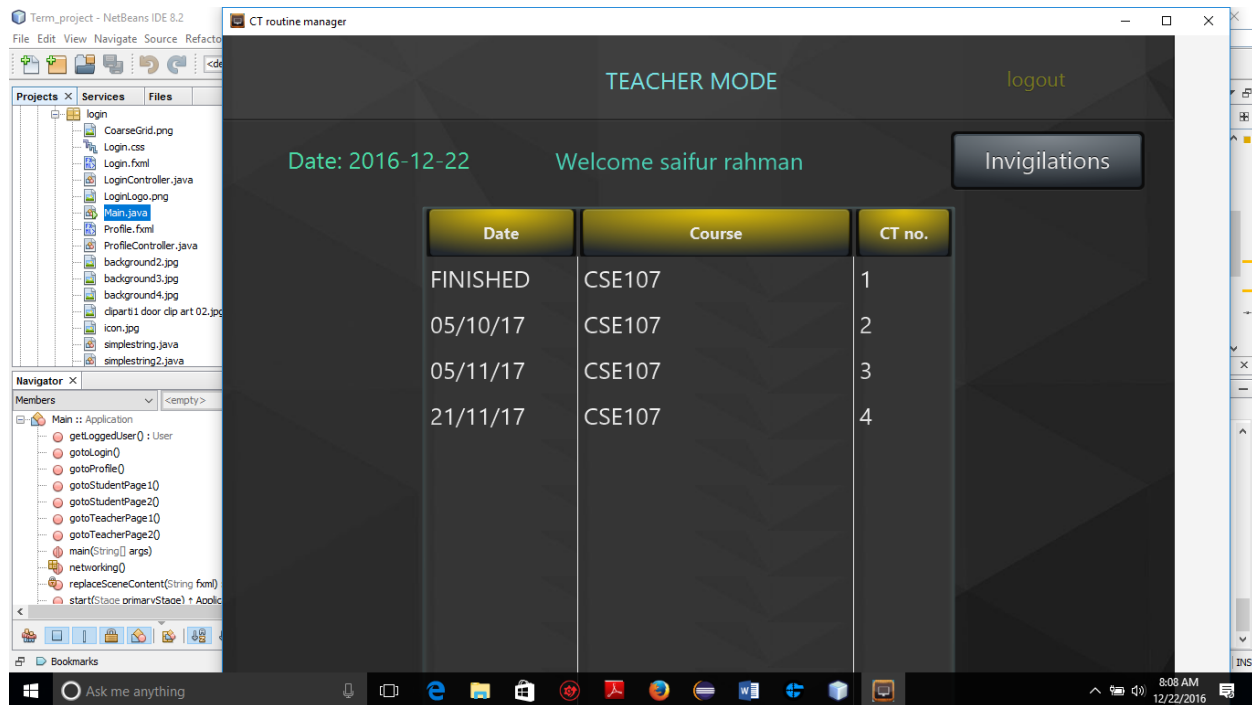 Term_project - NetBeans IDE 8.2
File Edit View Navigate Source Refacto
<de
Projects × Services Files
login
CoarseGrid.png
Login.css
Login.fxml
LoginController.java
LoginLogo.png
Main.java
Profile.fxml
ProfileController.java
background2.jpg
background3.jpg
background4.jpg
cliparti1 door clip art 02.jpg
icon.jpg
simplestring.java
simplestring2.java
Navigator ×
Members <empty>
Main :: Application
getLoggedUser() : User
gotoLogin()
gotoProfile()
gotoStudentPage1()
gotoStudentPage2()
gotoTeacherPage1()
gotoTeacherPage2()
main(String[] args)
networking()
replaceSceneContent(String fxml)
start(Stage primaryStage) ↑ Applic
Bookmarks
CT routine manager
TEACHER MODE
logout
Date: 2016-12-22 Welcome saifur rahman Invigilations
Date Course CT no.
FINISHED CSE107 1
05/10/17 CSE107 2
05/11/17 CSE107 3
21/11/17 CSE107 4
INS
Ask me anything
8:08 AM
12/22/2016